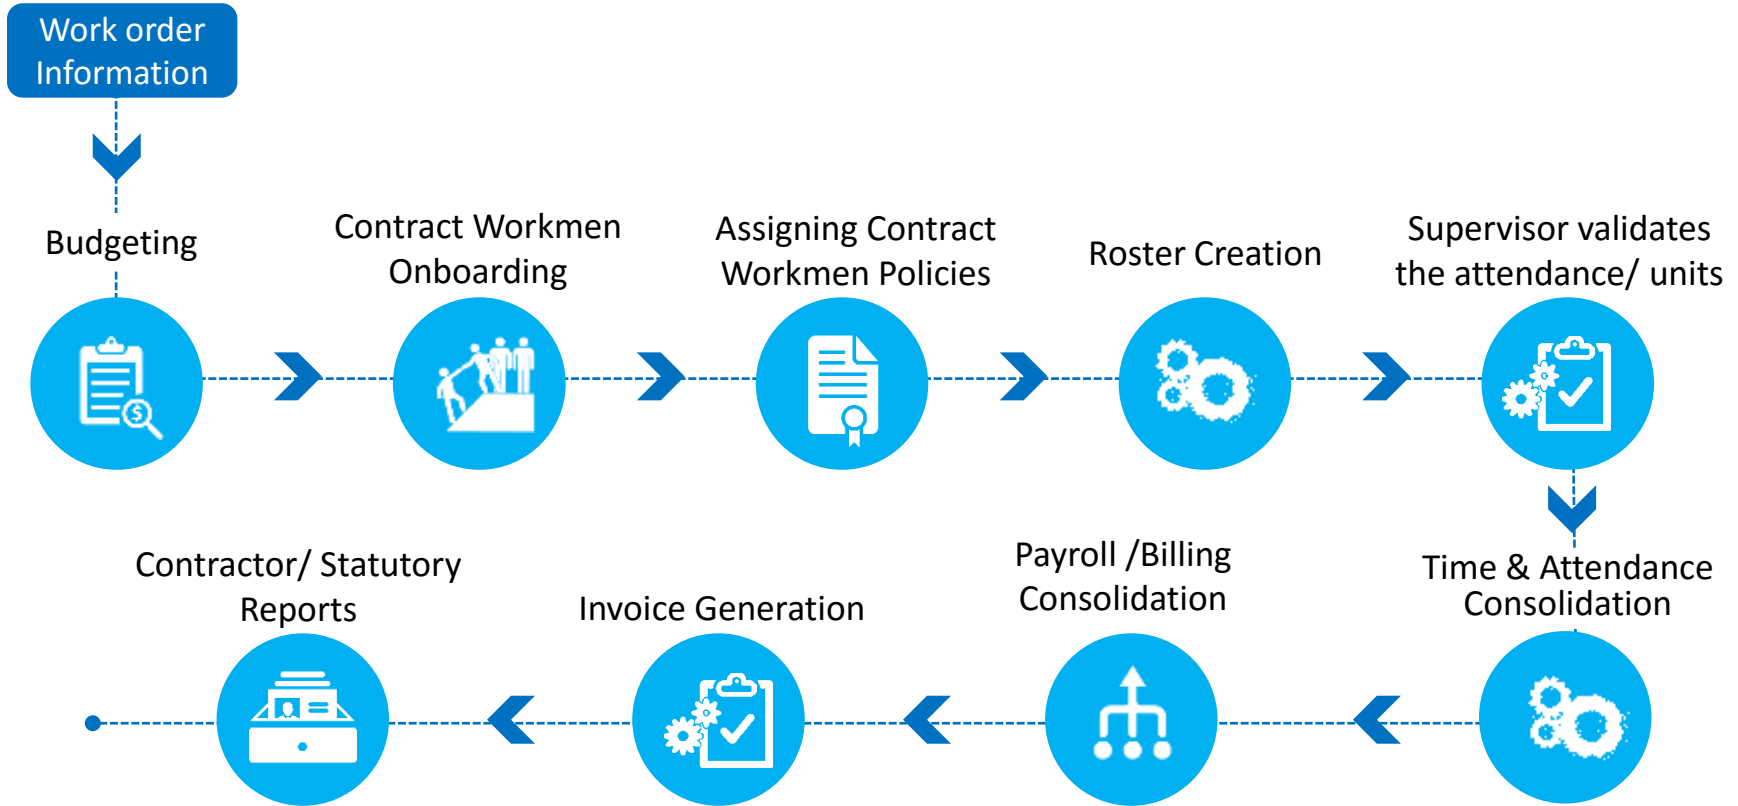 Work order
Information
Budgeting
Contract Workmen
Onboarding
Assigning Contract
Workmen Policies
Roster Creation
Supervisor validates
the attendance/ units
$
Time & Attendance
Consolidation
Payroll /Billing
Consolidation
Invoice Generation
Contractor/ Statutory
Reports